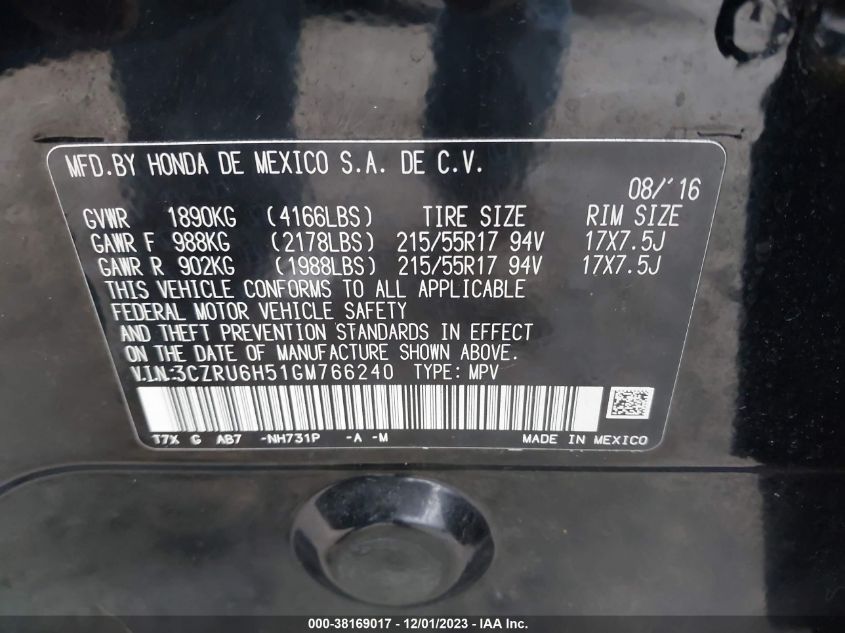 MFD.BY HONDA DE MEXICO S.A. DE C.V.
08/'16
GVWR 1890KG (4166LBS) TIRE SIZE RIM SIZE
GAWR F 988KG (2178LBS) 215/55R17 94V 17X7.5J
GAWR R 902KG (1988LBS) 215/55R17 94V 17X7.5J
THIS VEHICLE CONFORMS TO ALL APPLICABLE
FEDERAL MOTOR VEHICLE SAFETY
AND THEFT PREVENTION STANDARDS IN EFFECT
ON THE DATE OF MANUFACTURE SHOWN ABOVE.
V.I.N:3CZRU6H51GM766240 TYPE: MPV
T7X G AB7 -NH731P -A -M MADE IN MEXICO
000-38169017 - 12/01/2023 - IAA Inc.